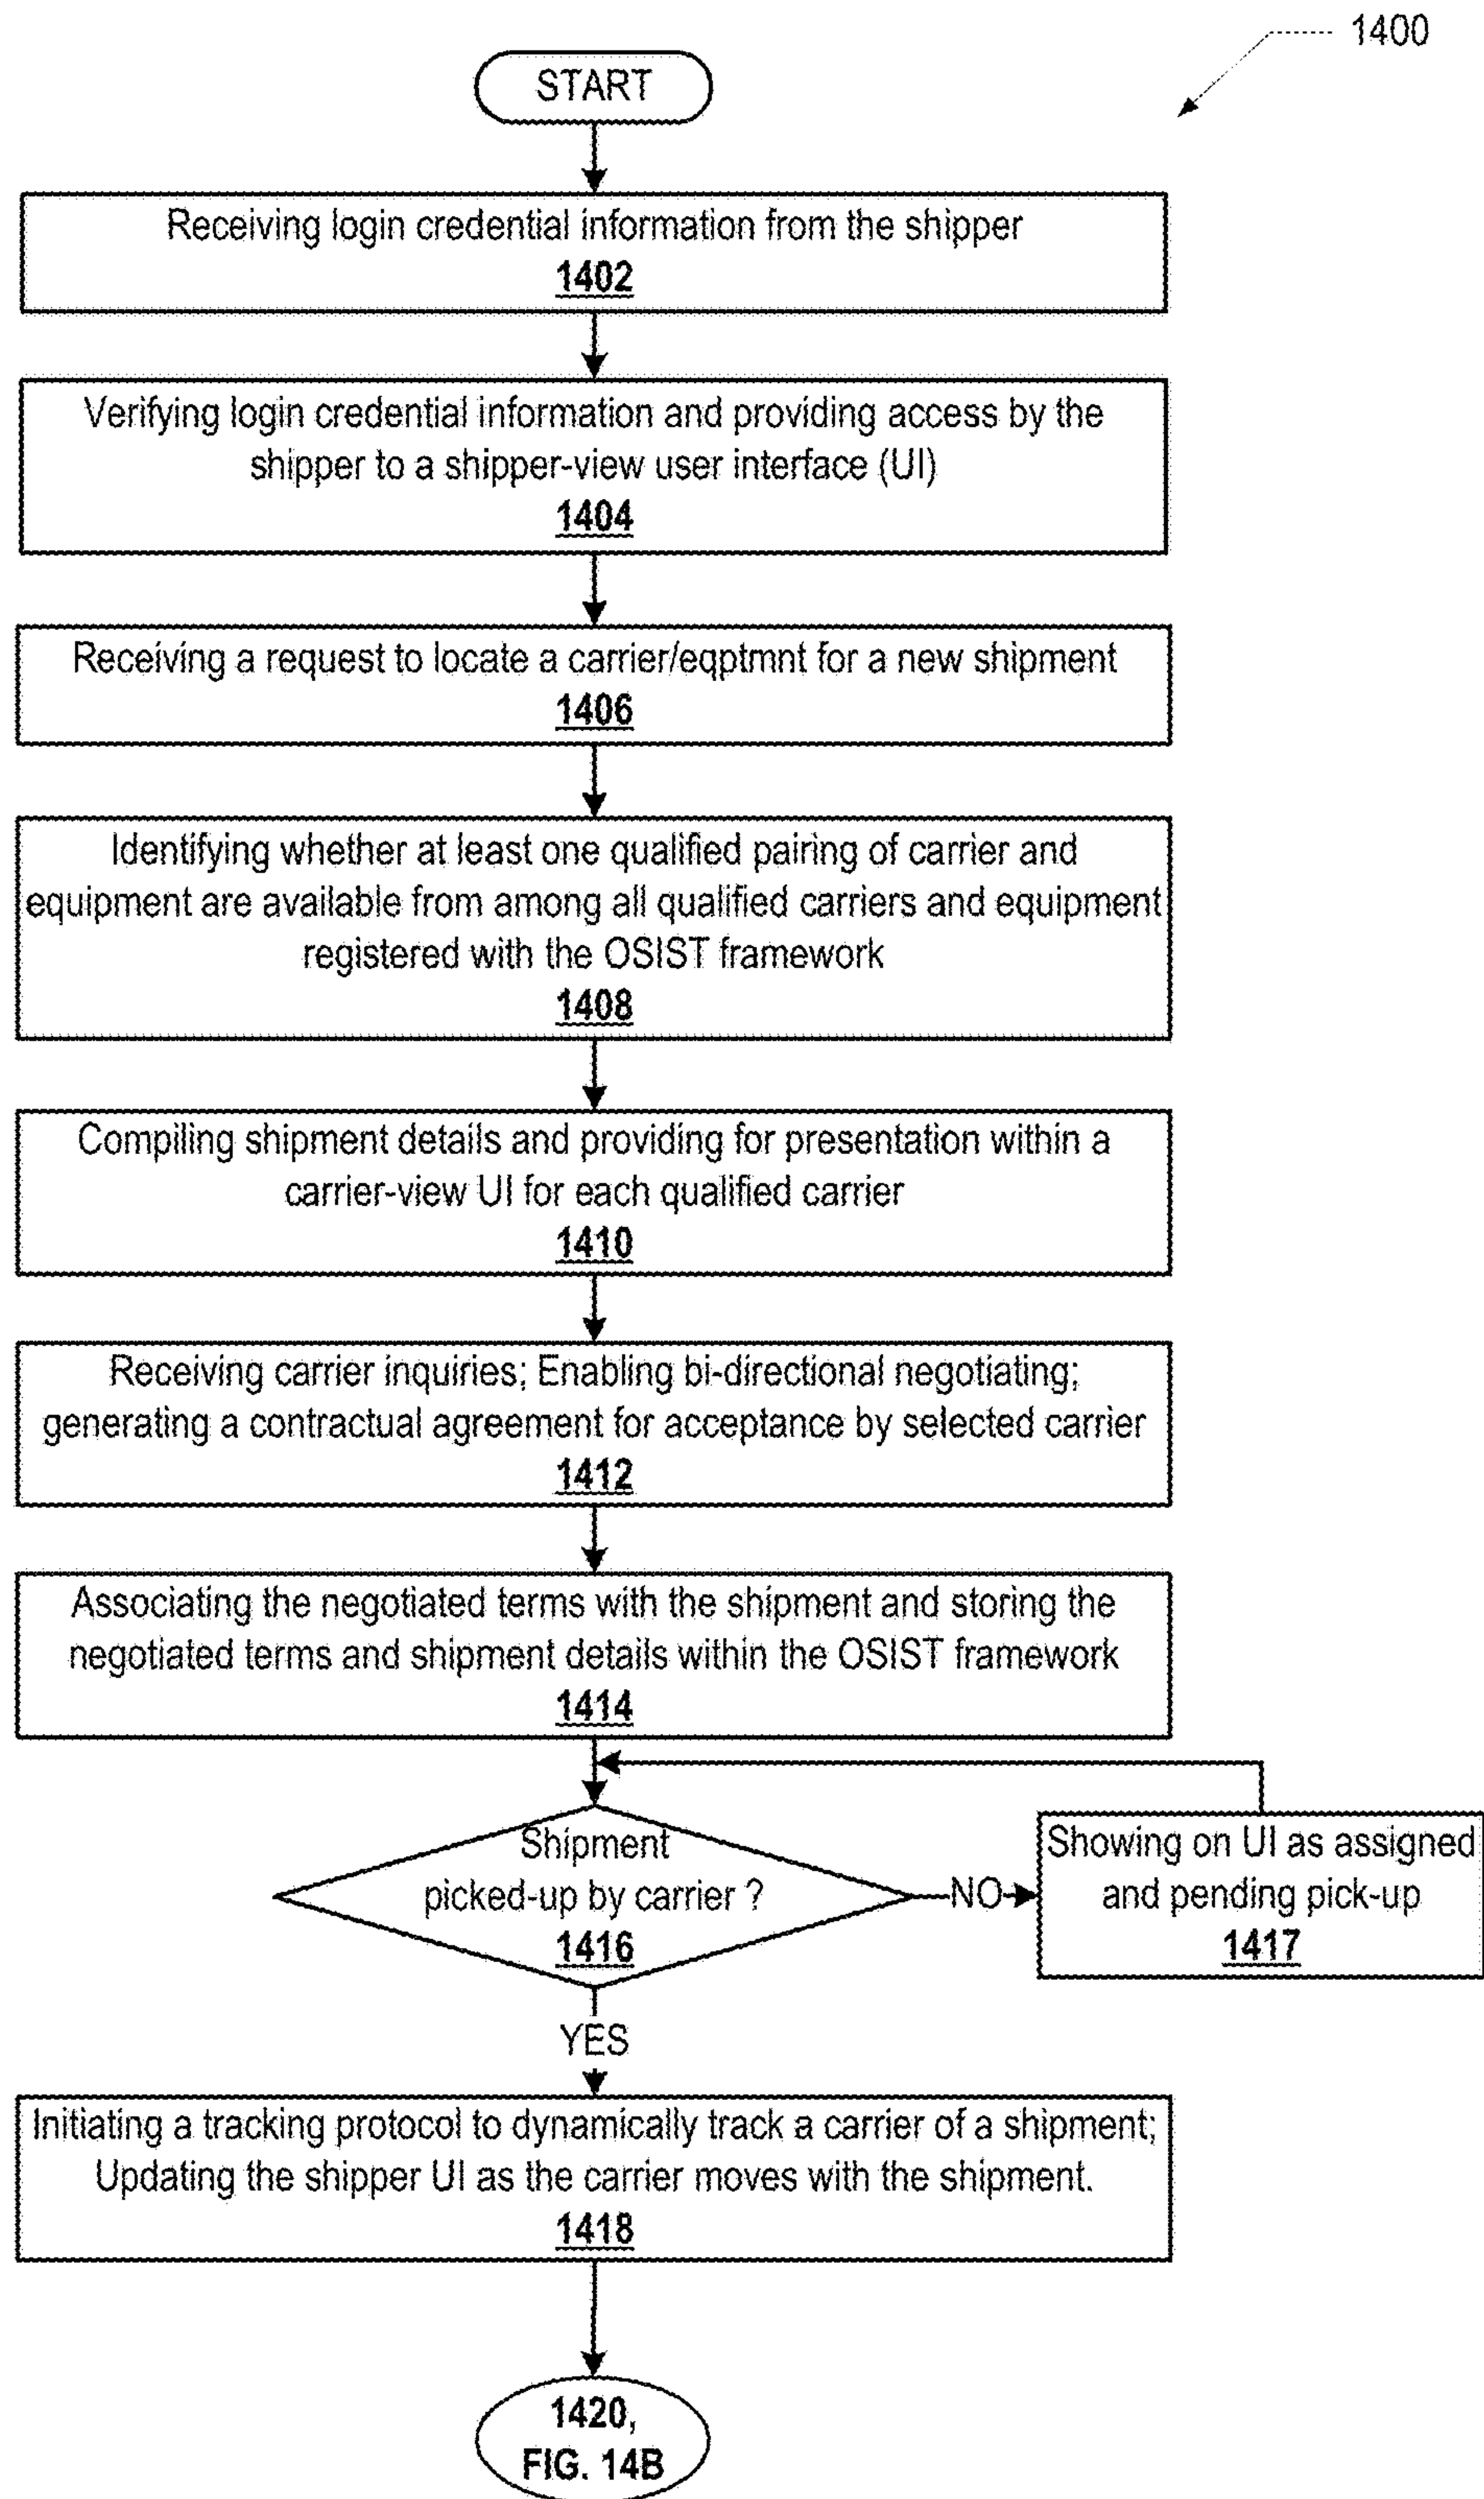 1400
START
Receiving login credential information from the shipper
1402
Verifying login credential information and providing access by the
shipper to a shipper-view user interface (UI)
1404
Receiving a request to locate a carrier/eqptmnt for a new shipment
1406
Identifying whether at least one qualified pairing of carrier and
equipment are available from among all qualified carriers and equipment
registered with the OSIST framework
1408
Compiling shipment details and providing for presentation within a
carrier-view UI for each qualified carrier
1410
Receiving carrier inquiries; Enabling bi-directional negotiating;
generating a contractual agreement for acceptance by selected carrier
1412
Associating the negotiated terms with the shipment and storing the
negotiated terms and shipment details within the OSIST framework
1414
Shipment
picked-up by carrier ?
1416
NO
Showing on UI as assigned
and pending pick-up
1417
YES
Initiating a tracking protocol to dynamically track a carrier of a shipment;
Updating the shipper UI as the carrier moves with the shipment.
1418
1420,
FIG. 14B